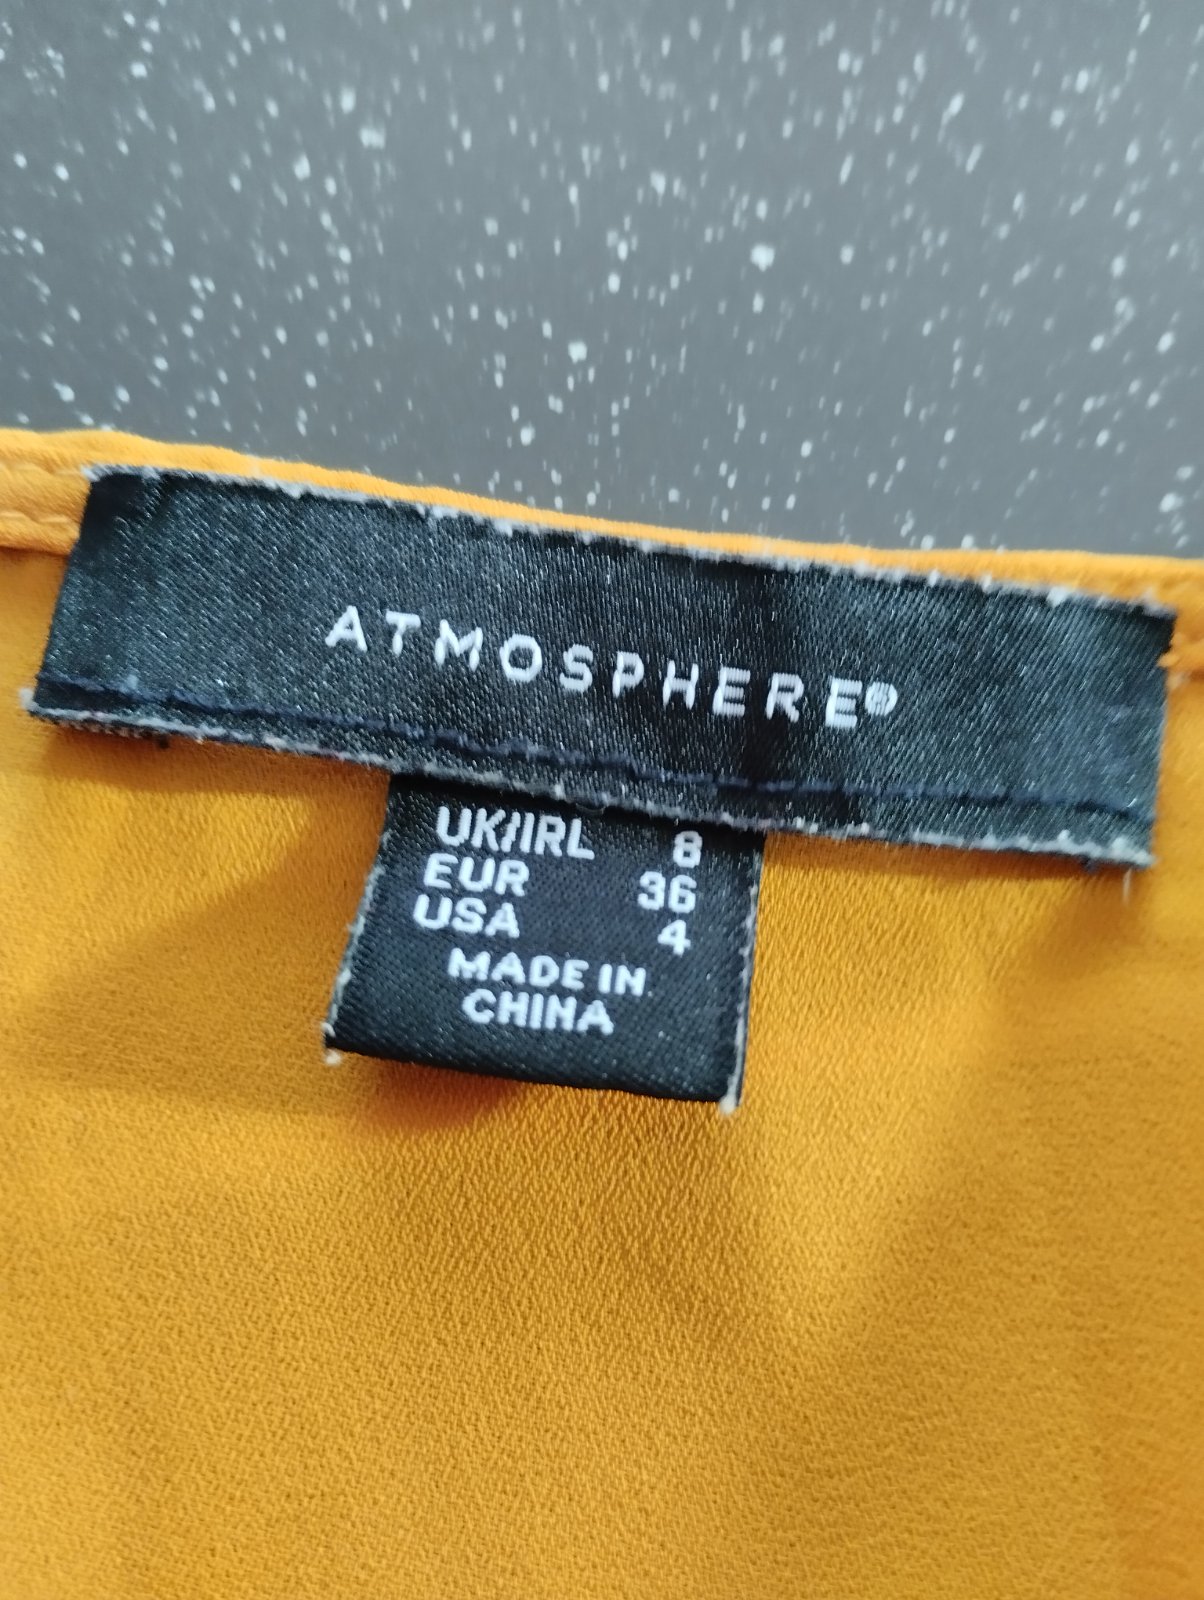 ATMOSPHERE®
UK/IRL 8
EUR 36
USA 4
MADE IN
CHINA